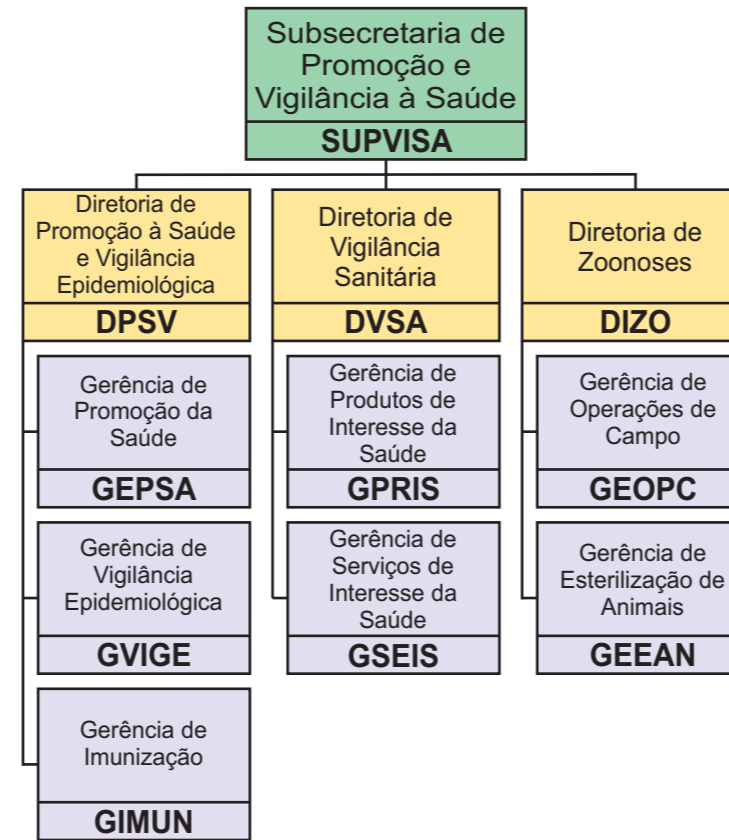 Subsecretaria de
Promoção e
Vigilância à Saúde
SUPVISA
Diretoria de
Promoção à Saúde
e Vigilância
Epidemiológica
DPSV
Gerência de
Promoção da
Saúde
GEPSA
Gerência de
Vigilância
Epidemiológica
GVIGE
Gerência de
Imunização
GIMUN
Diretoria de
Vigilância
Sanitária
DVSA
Gerência de
Produtos de
Interesse da
Saúde
GPRIS
Gerência de
Serviços de
Interesse da
Saúde
GSEIS
Diretoria de
Zoonoses
DIZO
Gerência de
Operações de
Campo
GEOPC
Gerência de
Esterilização de
Animais
GEEAN